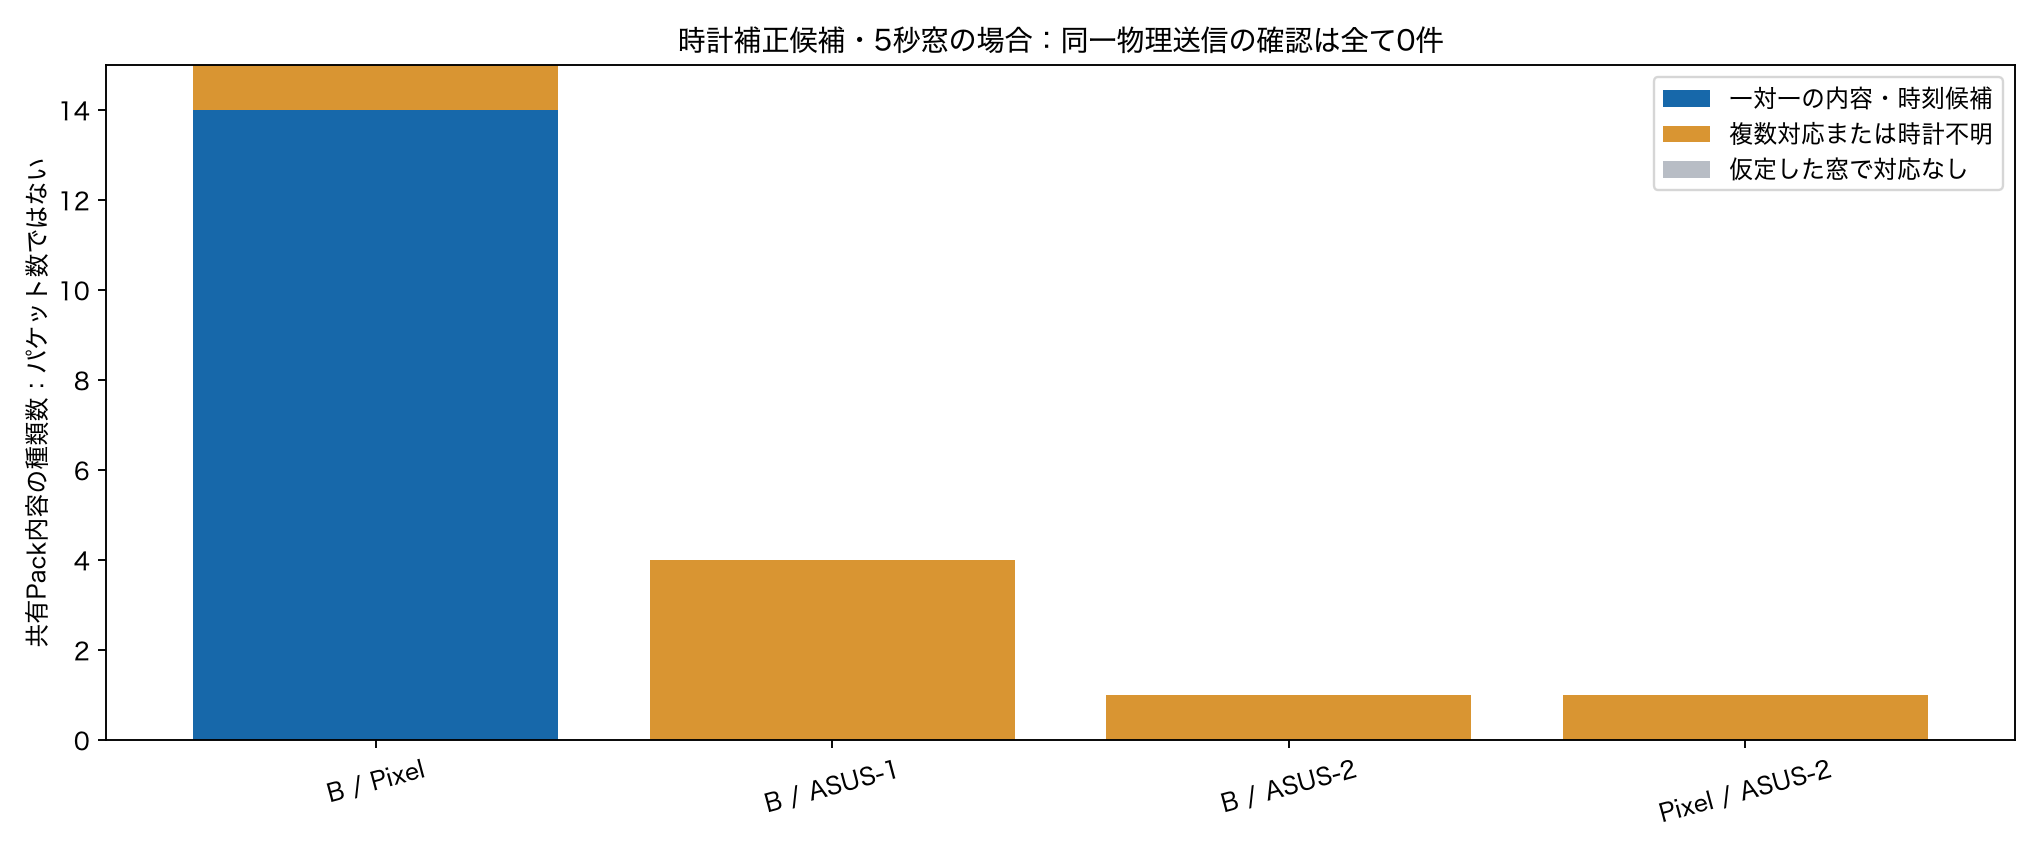 時計補正候補・5秒窓の場合：同一物理送信の確認は全て0件
一対一の内容・時刻候補
複数対応または時計不明
仮定した窓で対応なし
共有Pack内容の種類数：パケット数ではない
14
12
10
8
6
4
2
0
B / Pixel
B / ASUS-1
B / ASUS-2
Pixel / ASUS-2